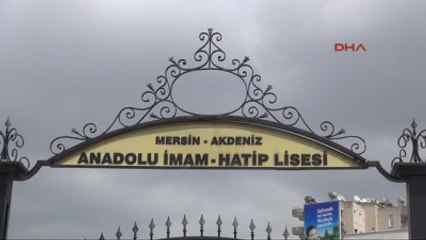 DHA
MERSİN - AKDENİZ
ANADOLU İMAM - HATİP LİSESİ